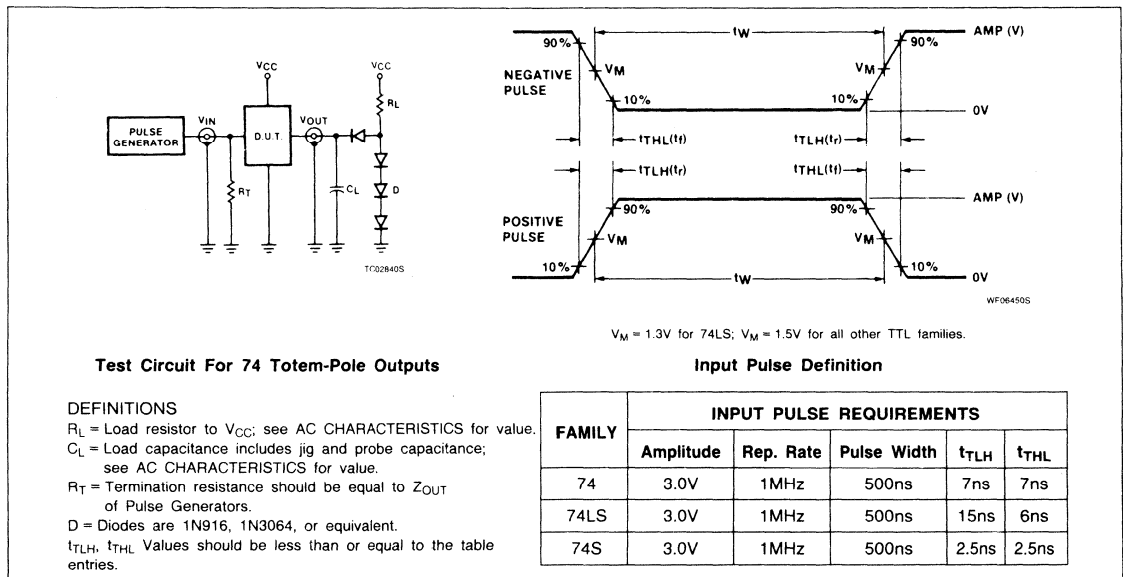 VCC
VCC
RL
PULSE GENERATOR
VIN
D.U.T.
VOUT
RT
CL
D
TC02840S
tW
AMP (V)
90%
90%
NEGATIVE PULSE
VM
VM
10%
10%
0V
tTHL(tf)
tTLH(tr)
tTLH(tr)
tTHL(tf)
AMP (V)
90%
90%
POSITIVE PULSE
VM
VM
10%
10%
tW
0V
WF06450S
VM = 1.3V for 74LS; VM = 1.5V for all other TTL families.
Test Circuit For 74 Totem-Pole Outputs
Input Pulse Definition
DEFINITIONS
RL = Load resistor to VCC; see AC CHARACTERISTICS for value.
CL = Load capacitance includes jig and probe capacitance;
see AC CHARACTERISTICS for value.
RT = Termination resistance should be equal to ZOUT
of Pulse Generators.
D = Diodes are 1N916, 1N3064, or equivalent.
tTLH, tTHL Values should be less than or equal to the table
entries.
FAMILY INPUT PULSE REQUIREMENTS
Amplitude Rep. Rate Pulse Width tTLH tTHL
74 3.0V 1MHz 500ns 7ns 7ns
74LS 3.0V 1MHz 500ns 15ns 6ns
74S 3.0V 1MHz 500ns 2.5ns 2.5ns